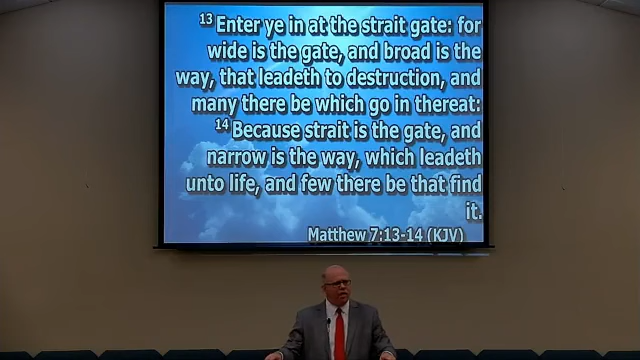 13 Enter ye in at the strait gate: for
wide is the gate, and broad is the
way, that leadeth to destruction, and
many there be which go in thereat:
14 Because strait is the gate, and
narrow is the way, which leadeth
unto life, and few there be that find
it.
Matthew 7:13-14 (KJV)